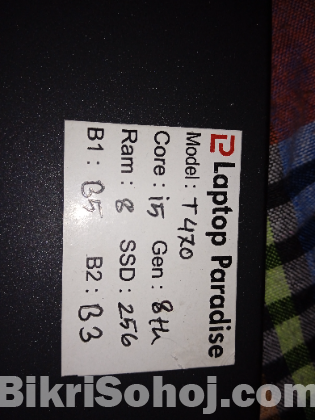 Laptop Paradise
Model: T470
Core: i5 Gen: 8th
Ram: 8 SSD: 256
B1: B5 B2: B3
BikriSohoj.com